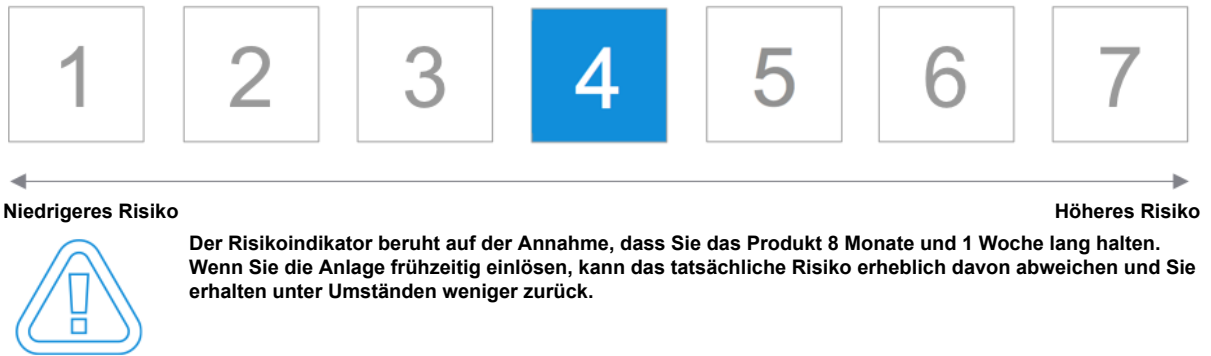 1 2 3 4 5 6 7
Niedrigeres Risiko Höheres Risiko
Der Risikoindikator beruht auf der Annahme, dass Sie das Produkt 8 Monate und 1 Woche lang halten.
Wenn Sie die Anlage frühzeitig einlösen, kann das tatsächliche Risiko erheblich davon abweichen und Sie
erhalten unter Umständen weniger zurück.